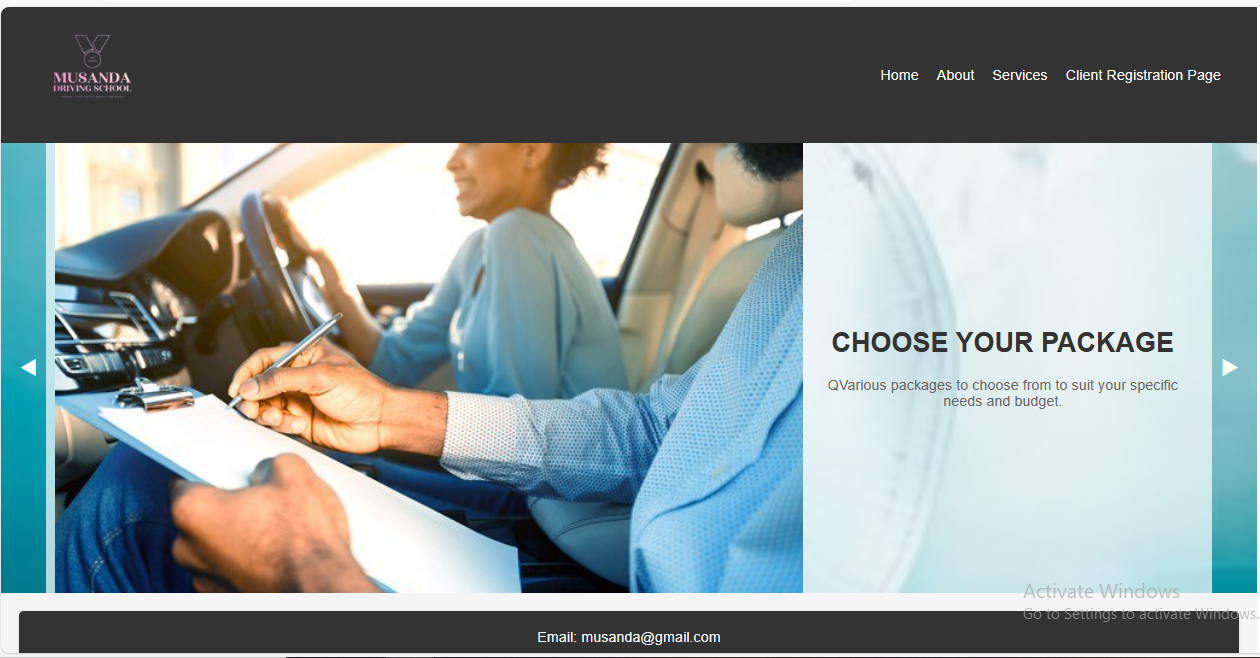 MUSANDA
DRIVING SCHOOL
Home About Services Client Registration Page
CHOOSE YOUR PACKAGE
QVarious packages to choose from to suit your specific
needs and budget.
Activate Windows
Go to Settings to activate Windows.
Email: musanda@gmail.com